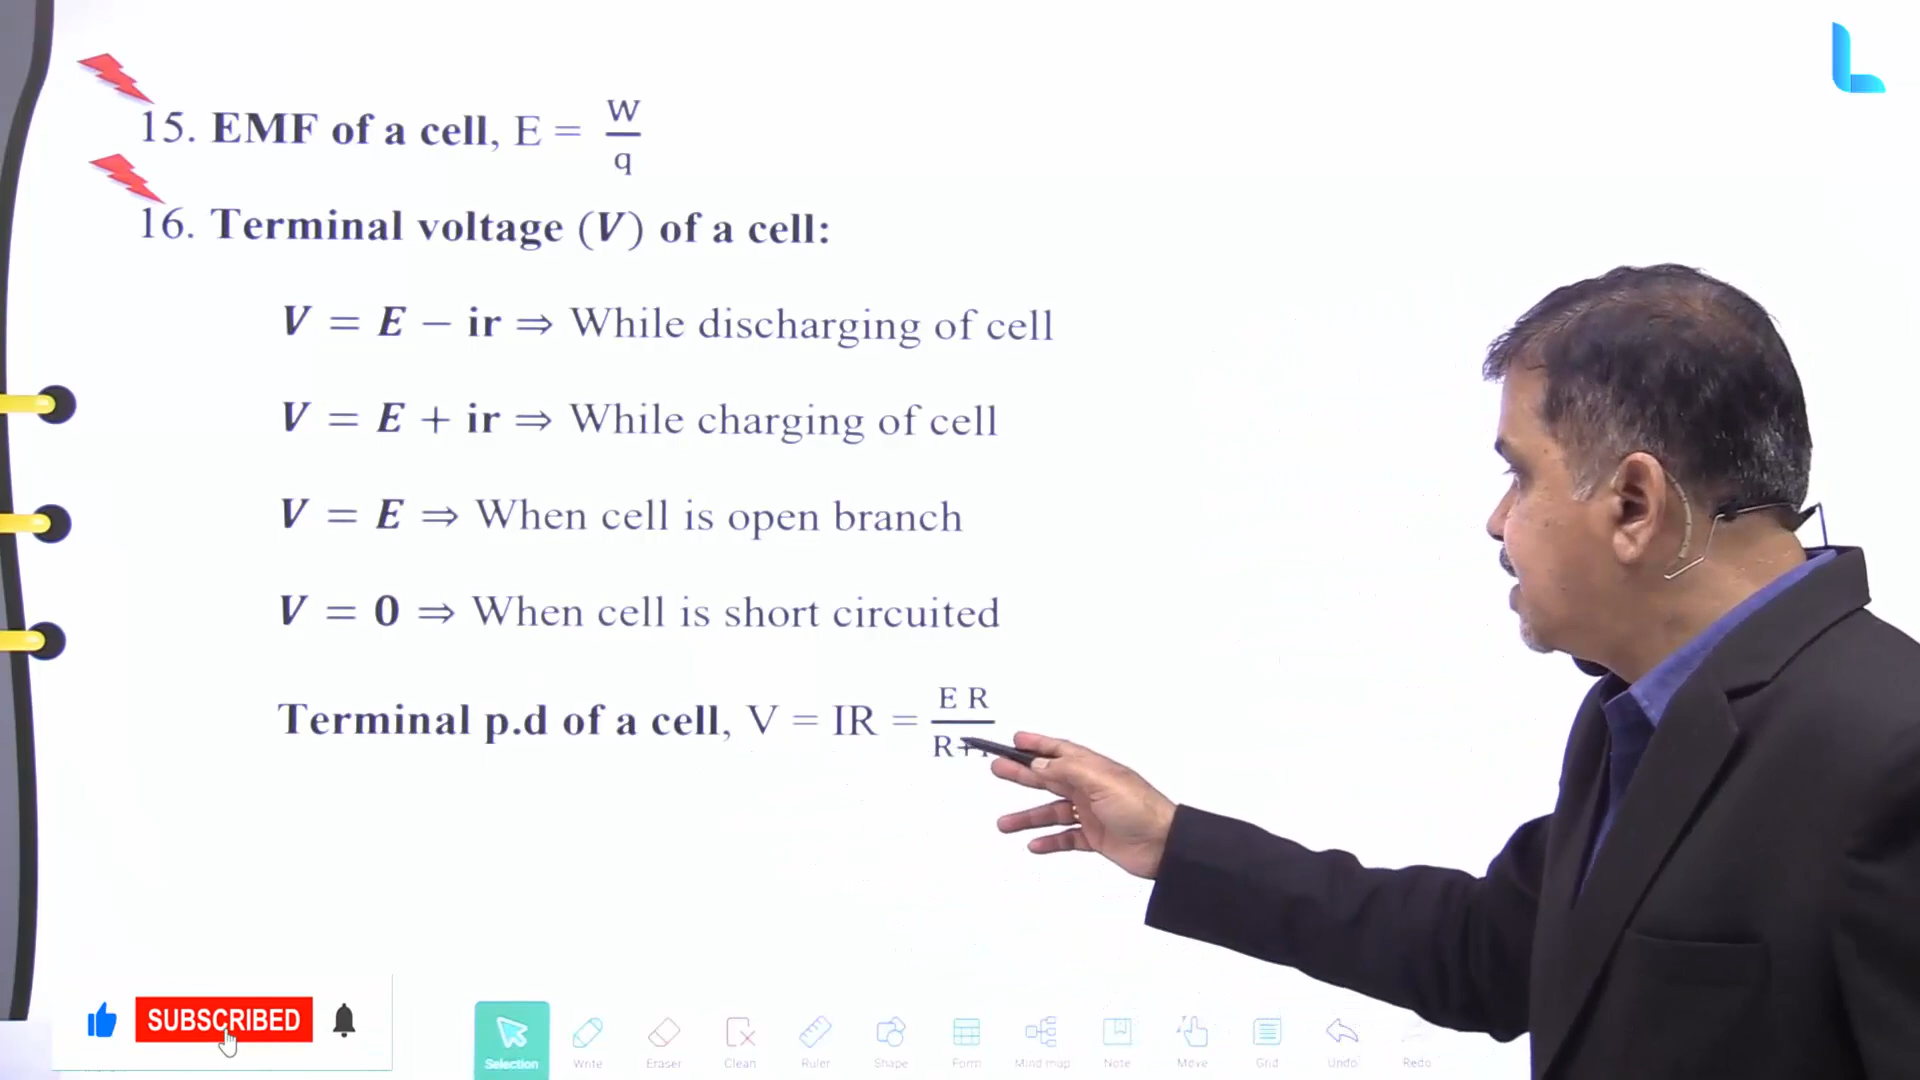 15. EMF of a cell, E = W/q
16. Terminal voltage (V) of a cell:
V = E − ir ⇒ While discharging of cell
V = E + ir ⇒ While charging of cell
V = E ⇒ When cell is open branch
V = 0 ⇒ When cell is short circuited
Terminal p.d of a cell, V = IR = E R/R+
SUBSCRIBED
Selection Write Eraser Clean Ruler Shape Form Mind map Note Move Grid Undo Redo